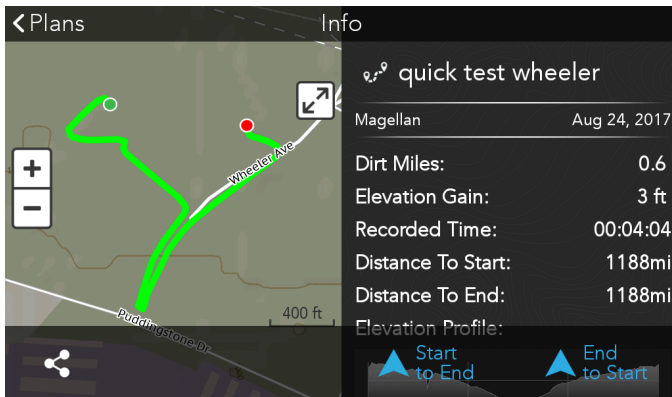 Plans
Info
quick test wheeler
Magellan Aug 24, 2017
Dirt Miles: 0.6
Elevation Gain: 3 ft
Recorded Time: 00:04:04
Distance To Start: 1188mi
Distance To End: 1188mi
Elevation Profile:
Start to End
End to Start
Wheeler Ave
400 ft
Puddingstone Dr